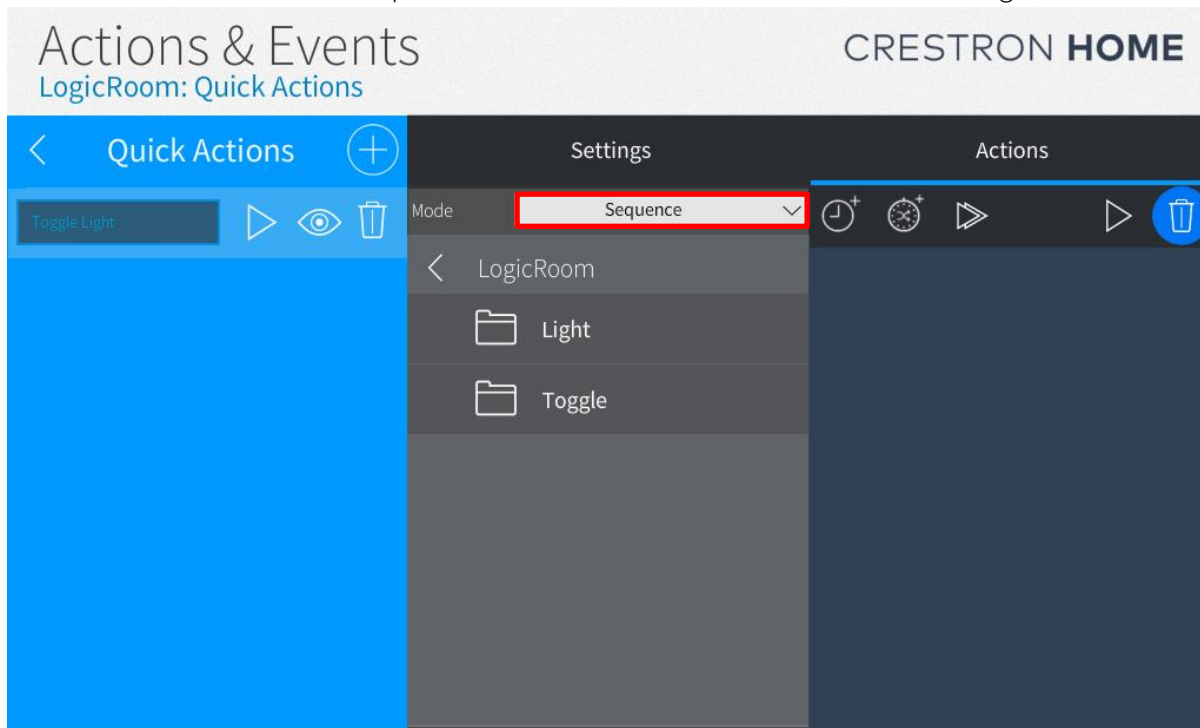 Actions & Events
CRESTRON HOME
LogicRoom: Quick Actions
Quick Actions
Settings
Actions
Toggle Light
Mode
Sequence
LogicRoom
Light
Toggle